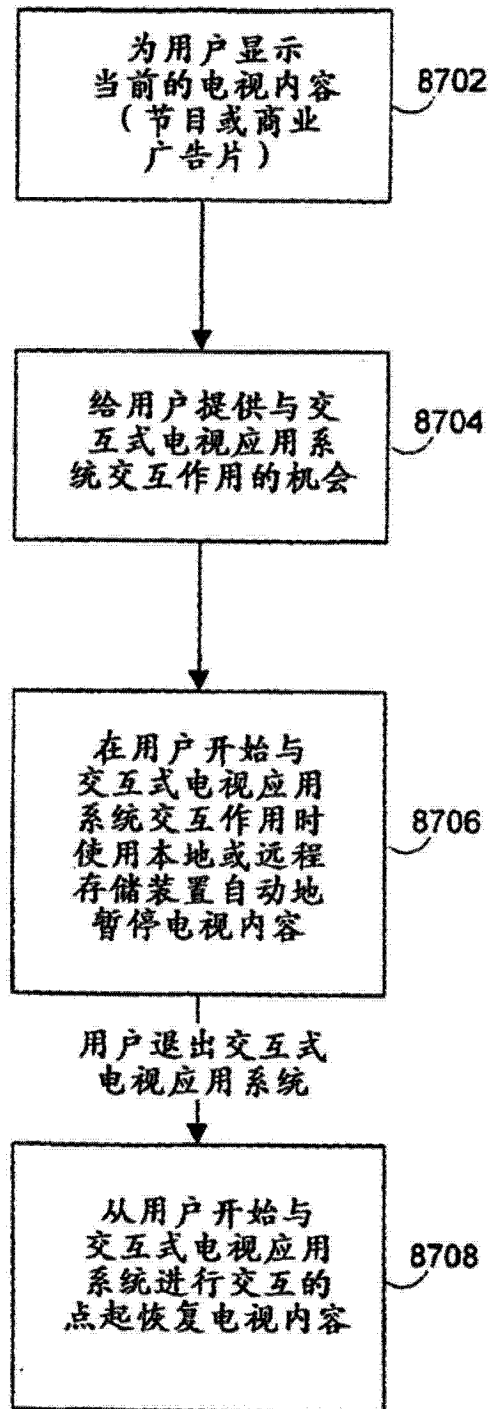 为用户显示
当前的电视内容
(节目或商业
广告片)
8702
给用户提供与交
互式电视应用系
统交互作用的机会
8704
在用户开始与
交互式电视应用
系统交互作用时
使用本地或远程
存储装置自动地
暂停电视内容
8706
用户退出交互式
电视应用系统
从用户开始与
交互式电视应用
系统进行交互的
点起恢复电视内容
8708